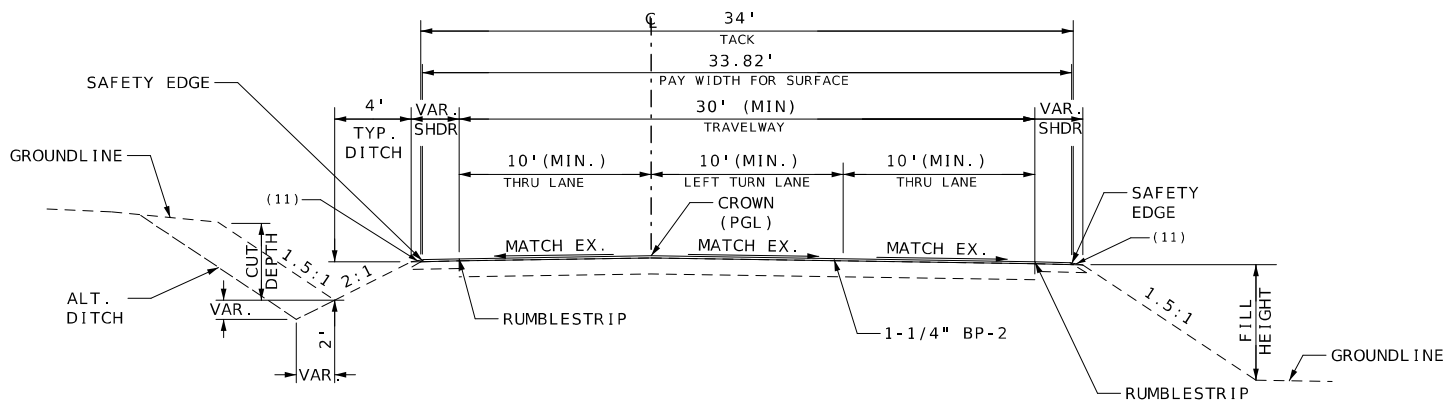 ℄
34'
TACK
33.82'
PAY WIDTH FOR SURFACE
SAFETY EDGE
4'
TYP.
DITCH
VAR.
SHDR
30' (MIN)
TRAVELWAY
VAR.
SHDR
GROUNDLINE
10'(MIN.)
THRU LANE
10'(MIN.)
LEFT TURN LANE
10'(MIN.)
THRU LANE
(11)
CROWN
(PGL)
SAFETY
EDGE
(11)
MATCH EX.
MATCH EX.
MATCH EX.
CUT
DEPTH
1.5:1
2:1
ALT.
DITCH
VAR.
2'
VAR.
RUMBLESTRIP
1-1/4" BP-2
1.5:1
FILL
HEIGHT
GROUNDLINE
RUMBLESTRIP